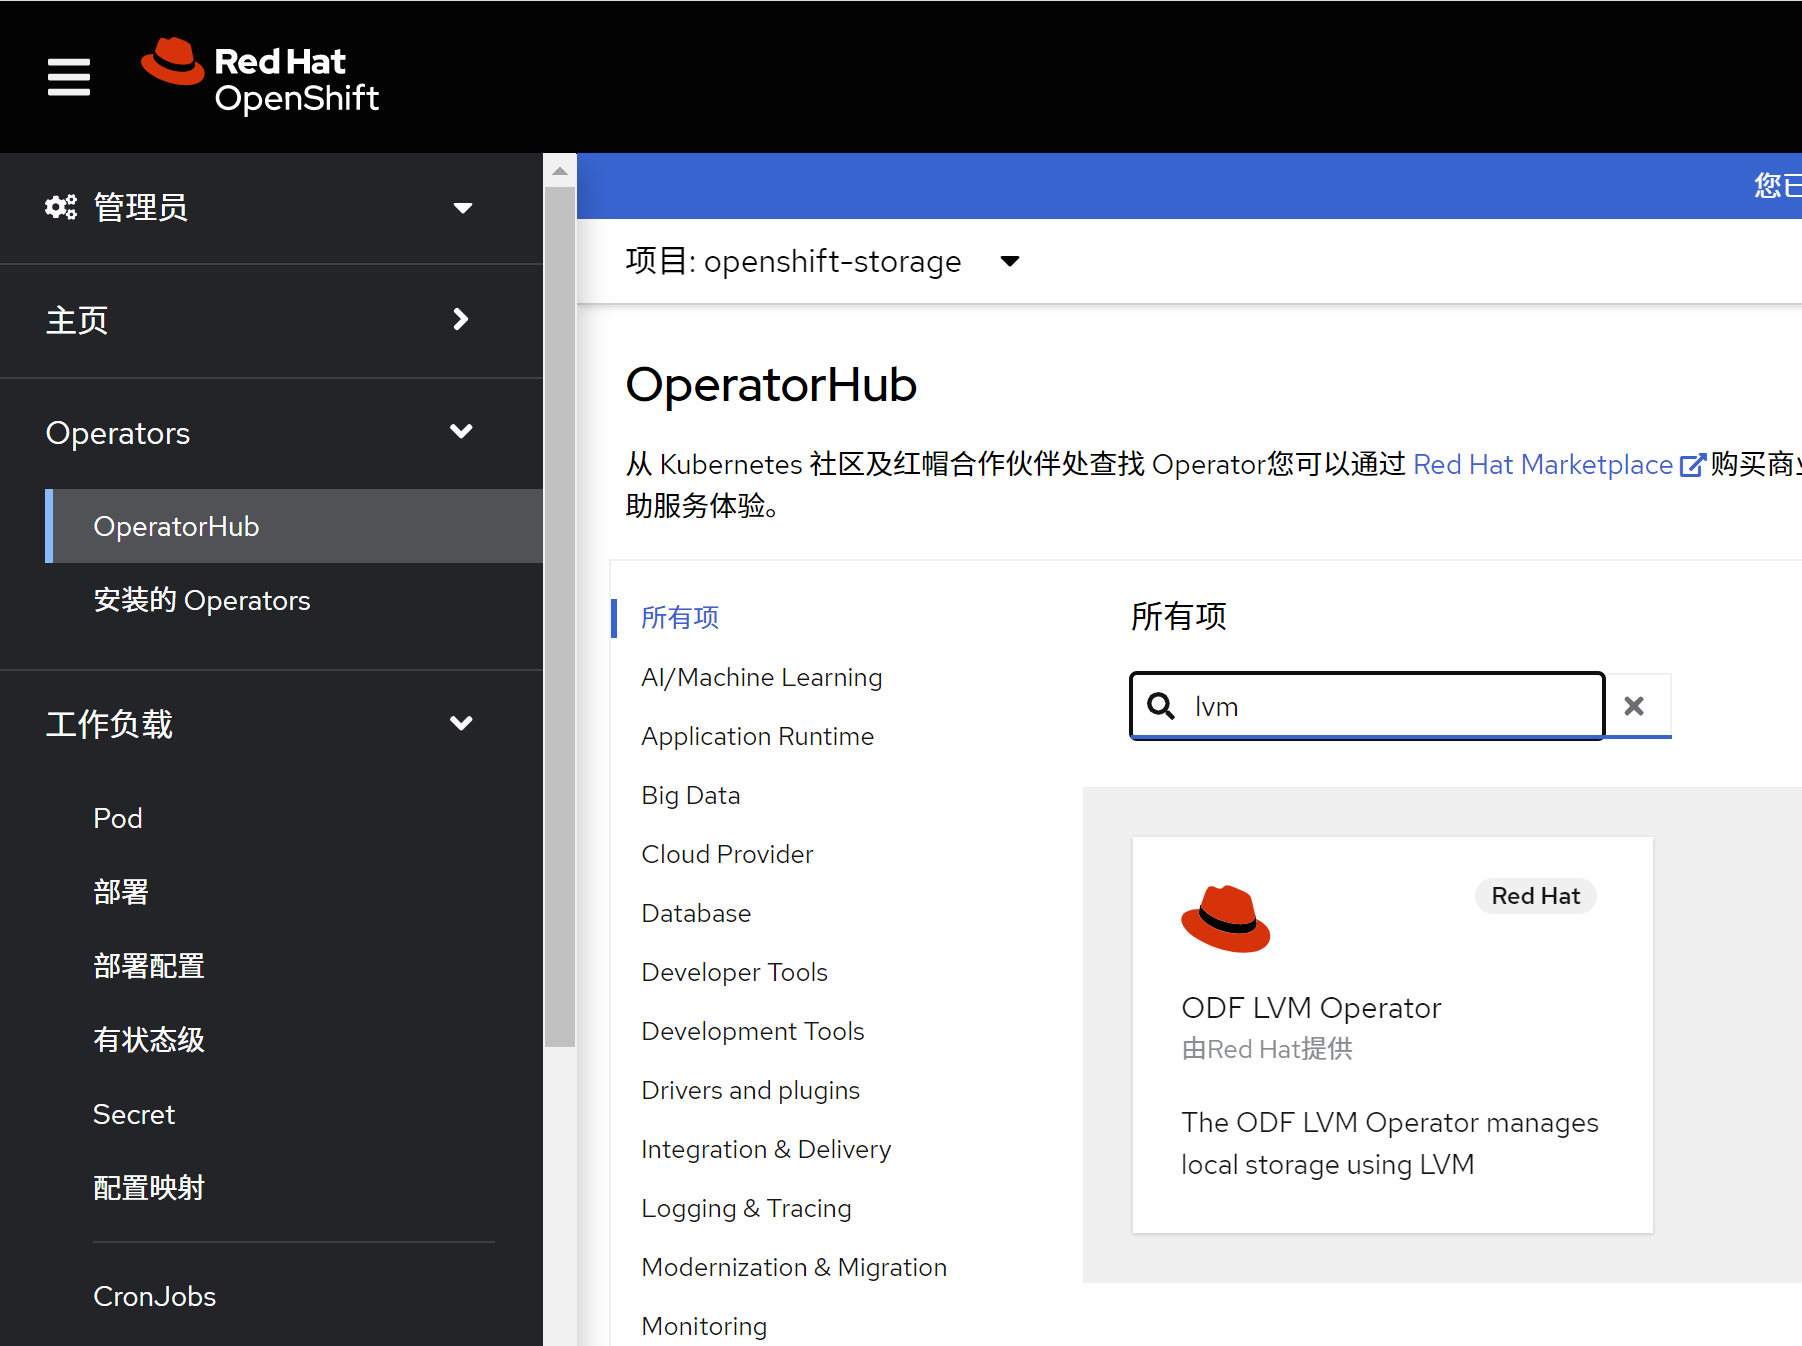 Red Hat
OpenShift
管理员
主页
Operators
OperatorHub
安装的 Operators
工作负载
Pod
部署
部署配置
有状态级
Secret
配置映射
CronJobs
您已
项目: openshift-storage
OperatorHub
从 Kubernetes 社区及红帽合作伙伴处查找 Operator您可以通过 Red Hat Marketplace 购买商业
助服务体验。
所有项
AI/Machine Learning
Application Runtime
Big Data
Cloud Provider
Database
Developer Tools
Development Tools
Drivers and plugins
Integration & Delivery
Logging & Tracing
Modernization & Migration
Monitoring
所有项
lvm
Red Hat
ODF LVM Operator
由Red Hat提供
The ODF LVM Operator manages
local storage using LVM